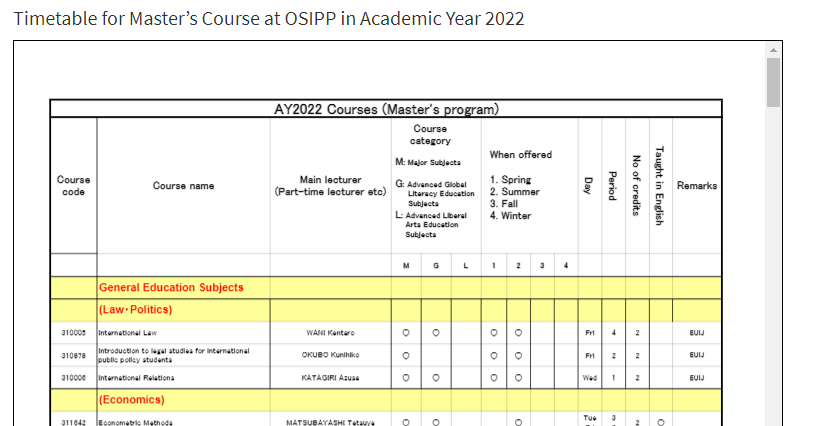 Timetable for Master's Course at OSIPP in Academic Year 2022
AY2022 Courses (Master's program)
Course code
Course name
Main lecturer
(Part-time lecturer etc)
Course
category
M: Major Subjects
G: Advanced Global
Literacy Education
Subjects
L: Advanced Liberal
Arts Education
Subjects
When offered
1. Spring
2. Summer
3. Fall
4. Winter
Day
Period
No of credits
Taught in English
Remarks
M G L 1 2 3 4
General Education Subjects
(Law・Politics)
310005 International Law WANI Kentaro ○ ○ ○ ○ Fri 4 2 EUIJ
310878 Introduction to legal studies for international public policy students OKUBO Kunihiko ○ ○ ○ ○ Fri 2 2 EUIJ
310006 International Relations KATAGIRI Azusa ○ ○ ○ ○ Wed 1 2 EUIJ
(Economics)
311642 Econometric Methods MATSUBAYASHI Tetsuya ○ ○ ○ Tue 3 2 ○